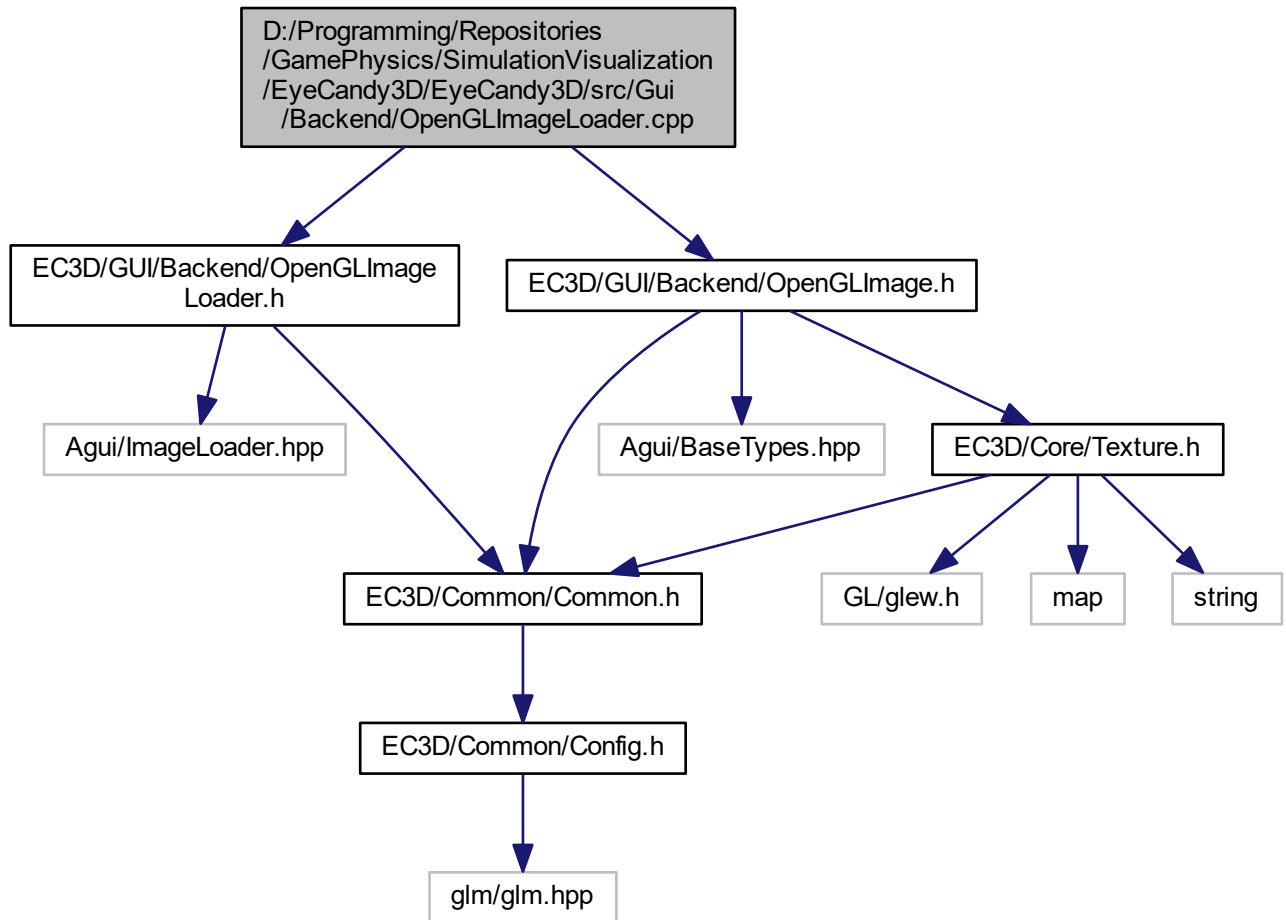 D:/Programming/Repositories
/GamePhysics/SimulationVisualization
/EyeCandy3D/EyeCandy3D/src/Gui
/Backend/OpenGLImageLoader.cpp
EC3D/GUI/Backend/OpenGLImage
Loader.h
EC3D/GUI/Backend/OpenGLImage.h
Agui/ImageLoader.hpp
Agui/BaseTypes.hpp
EC3D/Core/Texture.h
EC3D/Common/Common.h
GL/glew.h
map
string
EC3D/Common/Config.h
glm/glm.hpp